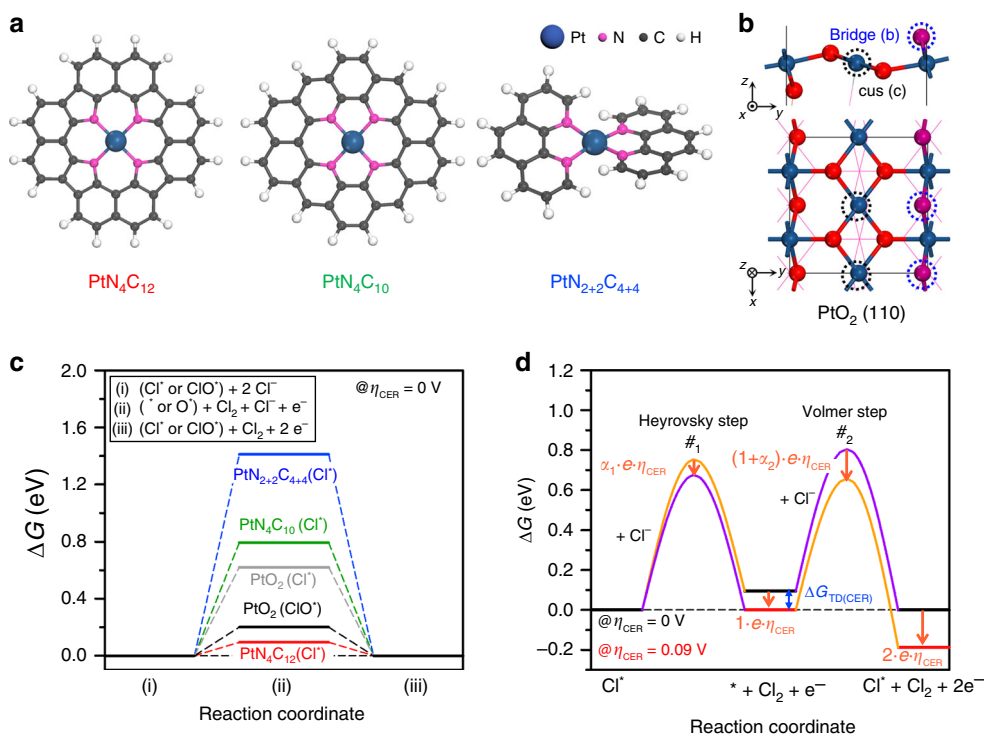 a
Pt N C H
PtN₄C₁₂
PtN₄C₁₀
PtN₂₊₂C₄₊₄
b
Bridge (b)
cus (c)
z
x
y
z
y
x
PtO₂ (110)
c
2.0
1.6
1.2
0.8
0.4
0.0
ΔG (eV)
(i) (Cl* or ClO*) + 2 Cl⁻
(ii) (* or O*) + Cl₂ + Cl⁻ + e⁻
(iii) (Cl* or ClO*) + Cl₂ + 2 e⁻
@ηCER = 0 V
PtN₂₊₂C₄₊₄(Cl*)
PtN₄C₁₀(Cl*)
PtO₂(Cl*)
PtO₂(ClO*)
PtN₄C₁₂(Cl*)
(i) (ii) (iii)
Reaction coordinate
d
1.2
1.0
0.8
0.6
0.4
0.2
0.0
−0.2
ΔG (eV)
Heyrovsky step
#₁
Volmer step
#₂
α₁·e·ηCER
(1+α₂)·e·ηCER
+ Cl⁻
+ Cl⁻
ΔG_TD(CER)
1·e·ηCER
@ηCER = 0 V
@ηCER = 0.09 V
2·e·ηCER
Cl* * + Cl₂ + e⁻ Cl* + Cl₂ + 2e⁻
Reaction coordinate